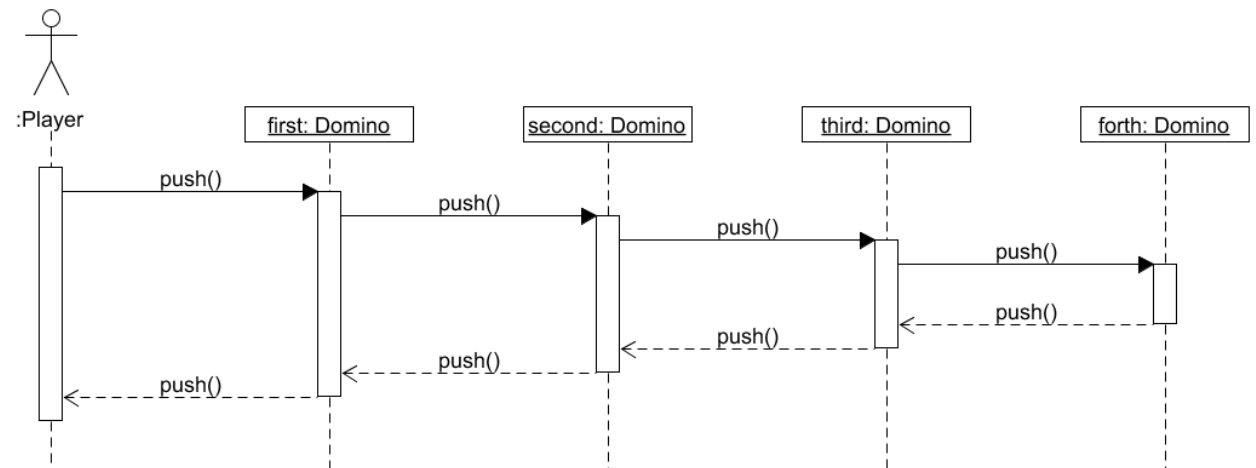 :Player
first: Domino
second: Domino
third: Domino
forth: Domino
push()
push()
push()
push()
push()
push()
push()
push()